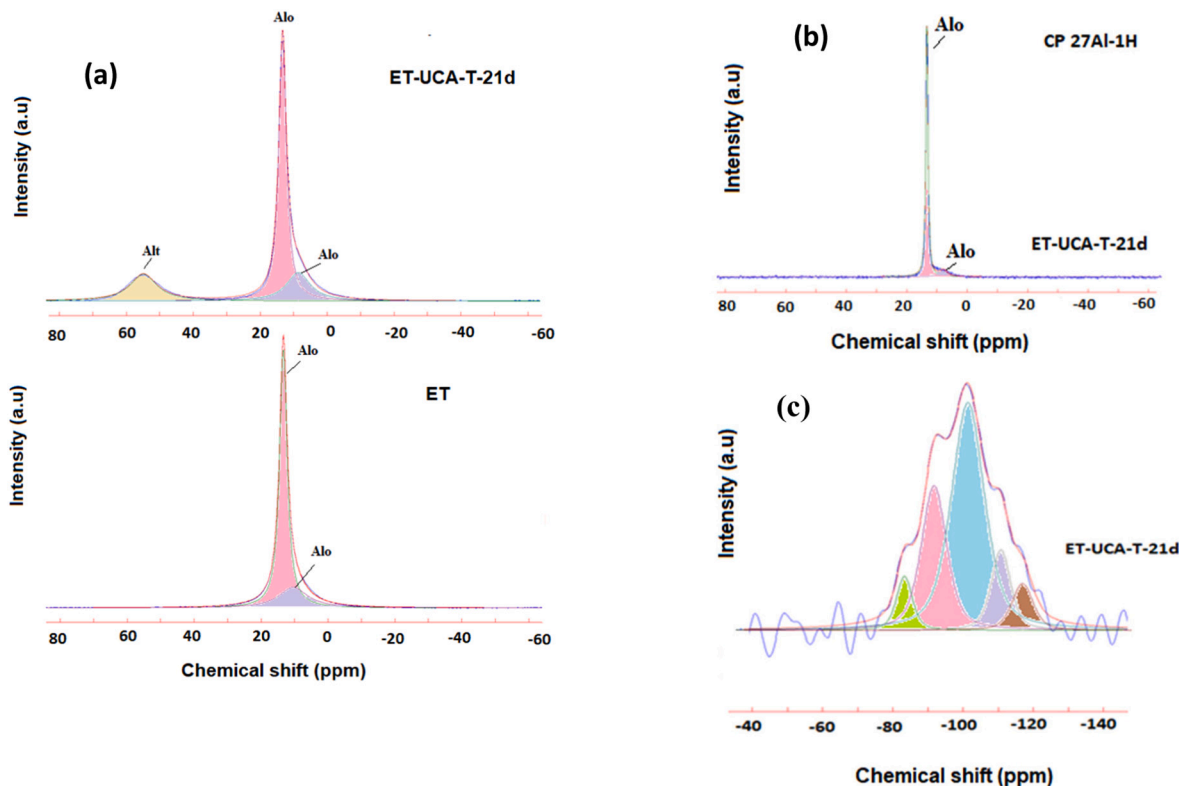 (a)
Alo
ET-UCA-T-21d
Intensity (a.u)
Alt
Alo
80 60 40 20 0 -20 -40 -60
Alo
ET
Intensity (a.u)
Alo
80 60 40 20 0 -20 -40 -60
Chemical shift (ppm)
(b)
Alo
CP 27Al-1H
Intensity (a.u)
ET-UCA-T-21d
Alo
80 60 40 20 0 -20 -40 -60
Chemical shift (ppm)
(c)
Intensity (a.u)
ET-UCA-T-21d
-40 -60 -80 -100 -120 -140
Chemical shift (ppm)